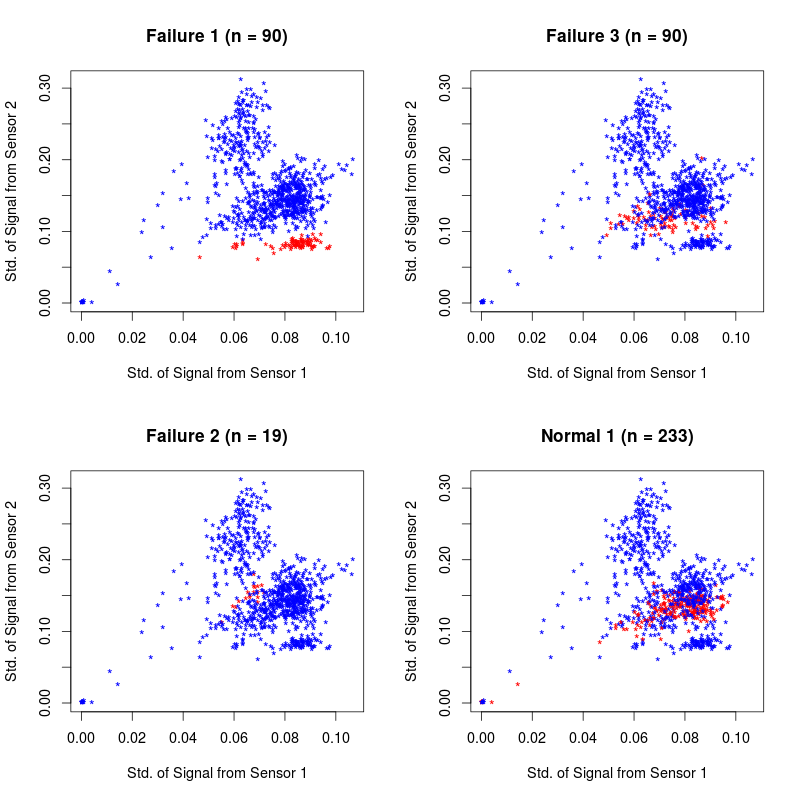 Failure 1 (n = 90)
Std. of Signal from Sensor 2
0.30
0.20
0.10
0.00
0.00 0.02 0.04 0.06 0.08 0.10
Std. of Signal from Sensor 1
Failure 3 (n = 90)
Std. of Signal from Sensor 2
0.30
0.20
0.10
0.00
0.00 0.02 0.04 0.06 0.08 0.10
Std. of Signal from Sensor 1
Failure 2 (n = 19)
Std. of Signal from Sensor 2
0.30
0.20
0.10
0.00
0.00 0.02 0.04 0.06 0.08 0.10
Std. of Signal from Sensor 1
Normal 1 (n = 233)
Std. of Signal from Sensor 2
0.30
0.20
0.10
0.00
0.00 0.02 0.04 0.06 0.08 0.10
Std. of Signal from Sensor 1